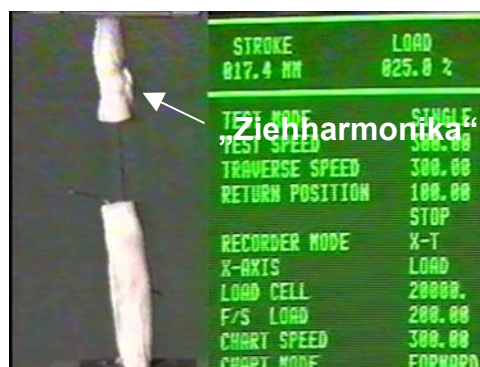 STROKE LOAD
017.4 MM 025.0 %
„Ziehharmonika“
TEST MODE SINGLE
TEST SPEED 300.00
TRAVERSE SPEED 300.00
RETURN POSITION 100.00
STOP
RECORDER MODE X-T
X-AXIS LOAD
LOAD CELL 20000.
F/S LOAD 200.00
CHART SPEED 300.00
CHART MODE FORWARD